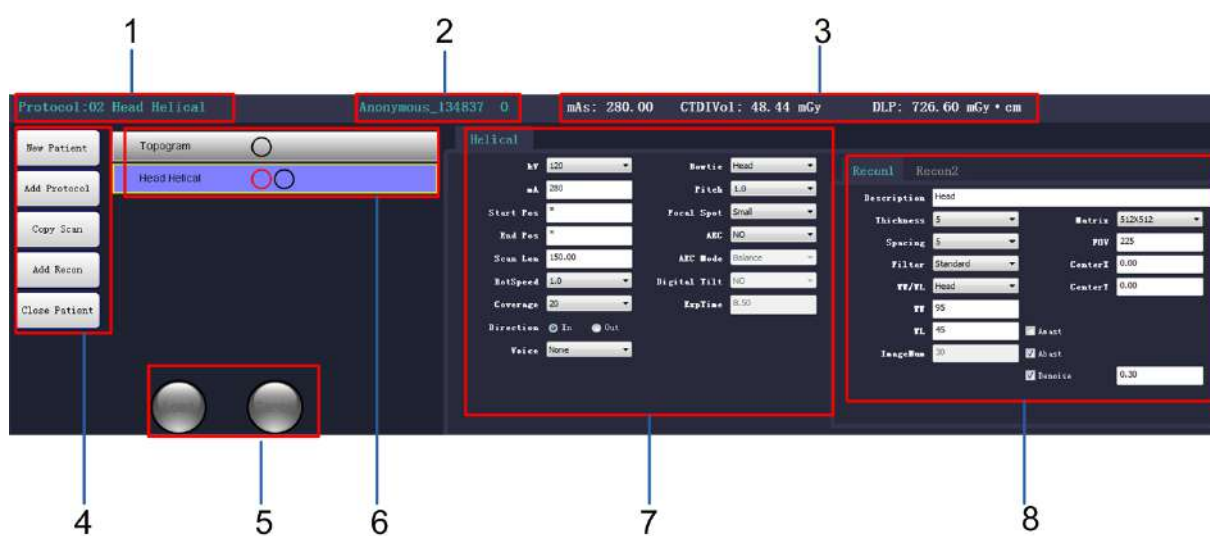 1 2 3
Protocol:02 Head Helical Anonymous_134837 0 mAs: 280.00 CTDIVol: 48.44 mGy DLP: 726.60 mGy·cm
New Patient
Add Protocol
Copy Scan
Add Recon
Close Patient
Topogram
Head Helical
Helical
kV 120 Bowtie Head
mA 280 Pitch 1.0
Start Pos * Focal Spot Small
End Pos * AEC NO
Scan Len 150.00 AEC Mode Balance
RotSpeed 1.0 Digital Tilt NO
Coverage 20 ExpTime 8.50
Direction In Out
Voice None
Recon1 Recon2
Description Head
Thickness 5 Matrix 512X512
Spacing 5 FOV 225
Filter Standard CenterX 0.00
WW/WL Head CenterY 0.00
WW 95
WL 45 Amast
ImageNum 30 Abast
Denoise 0.30
4 5 6 7 8